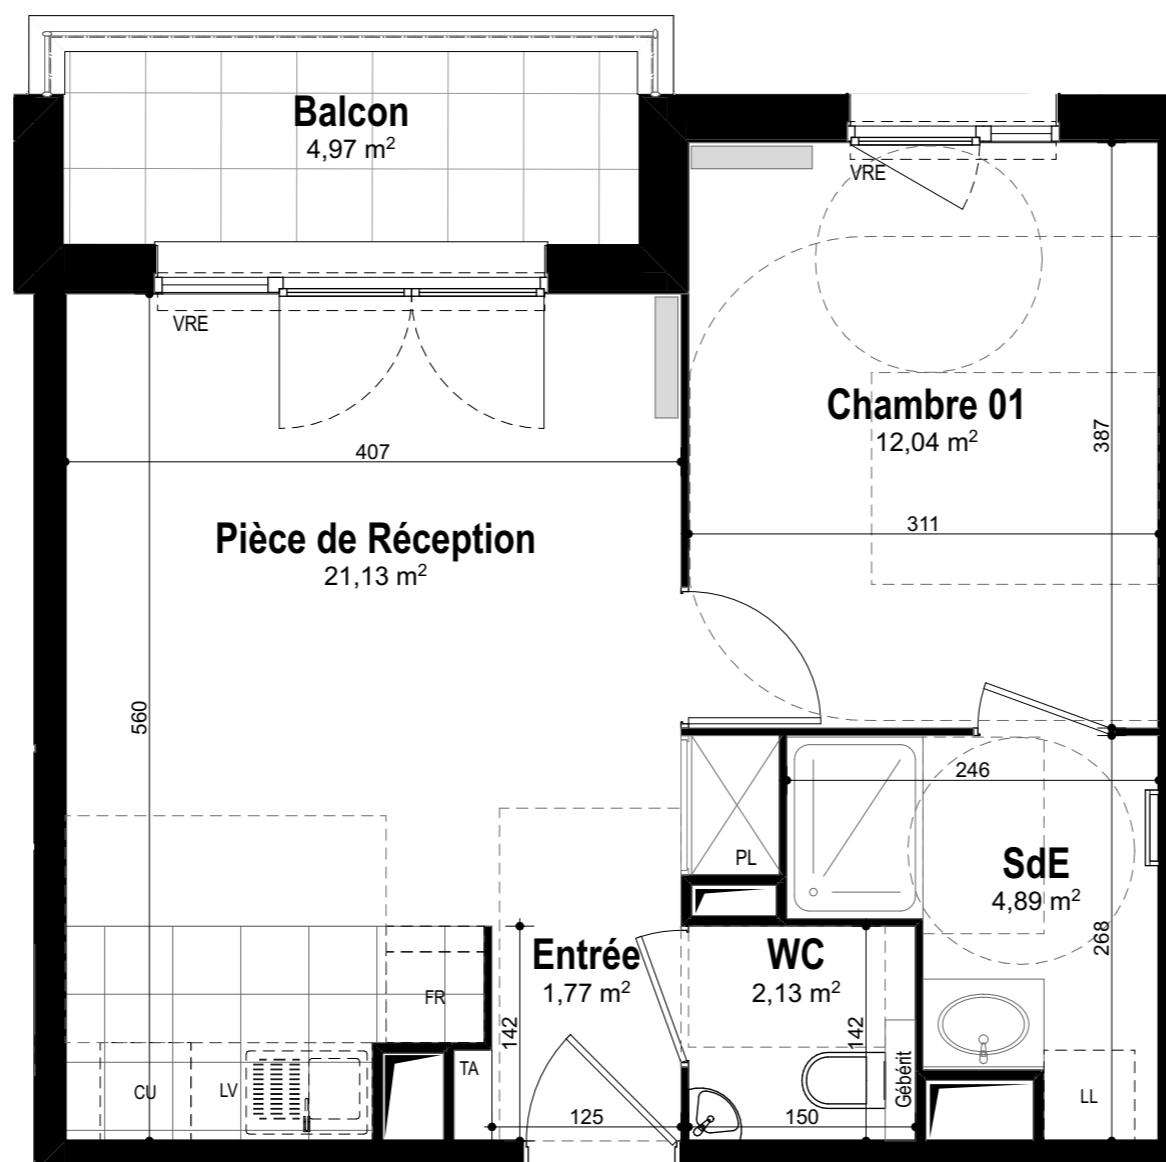 Balcon
4,97 m²
VRE
VRE
Chambre 01
12,04 m²
387
407
311
Pièce de Réception
21,13 m²
560
246
PL
SdE
4,89 m²
268
Entrée
1,77 m²
WC
2,13 m²
FR
142
142
TA
CU
LV
Gébérit
LL
125
150